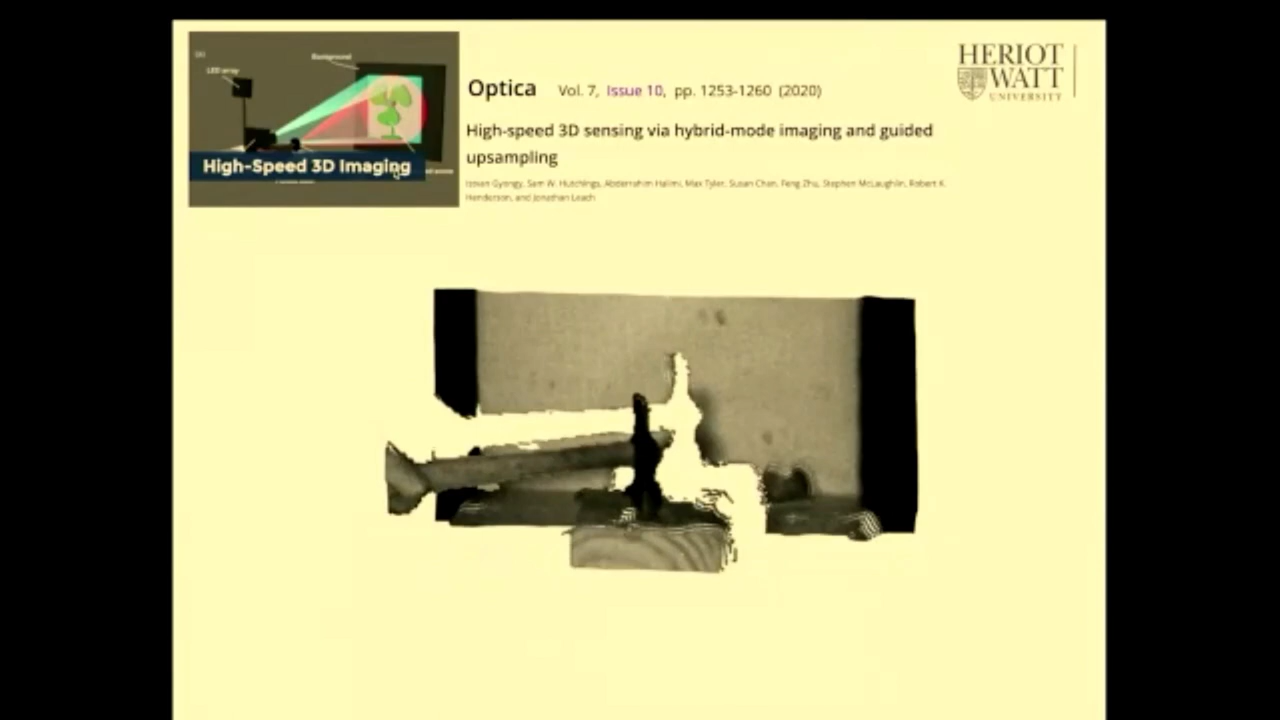 LED array
Background
High-Speed 3D Imaging
HERIOT
WATT
UNIVERSITY
Optica Vol. 7, Issue 10, pp. 1253-1260 (2020)
High-speed 3D sensing via hybrid-mode imaging and guided
upsampling
Istvan Gyongy, Sam W. Hutchings, Abderrahim Halimi, Max Tyler, Susan Chan, Feng Zhu, Stephen McLaughlin, Robert K.
Henderson, and Jonathan Leach